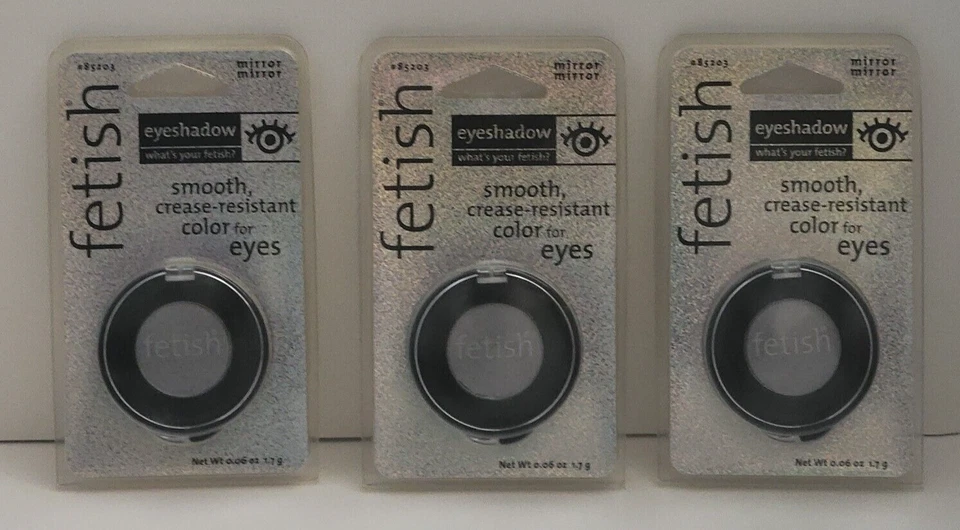 #85203
mirror
mirror
fetish
eyeshadow
what's your fetish?
smooth,
crease-resistant
color for
eyes
fetish
Net Wt 0.06 oz 1.7 g
#85203
mirror
mirror
fetish
eyeshadow
what's your fetish?
smooth,
crease-resistant
color for
eyes
fetish
Net Wt 0.06 oz 1.7 g
#85203
mirror
mirror
fetish
eyeshadow
what's your fetish?
smooth,
crease-resistant
color for
eyes
fetish
Net Wt 0.06 oz 1.7 g